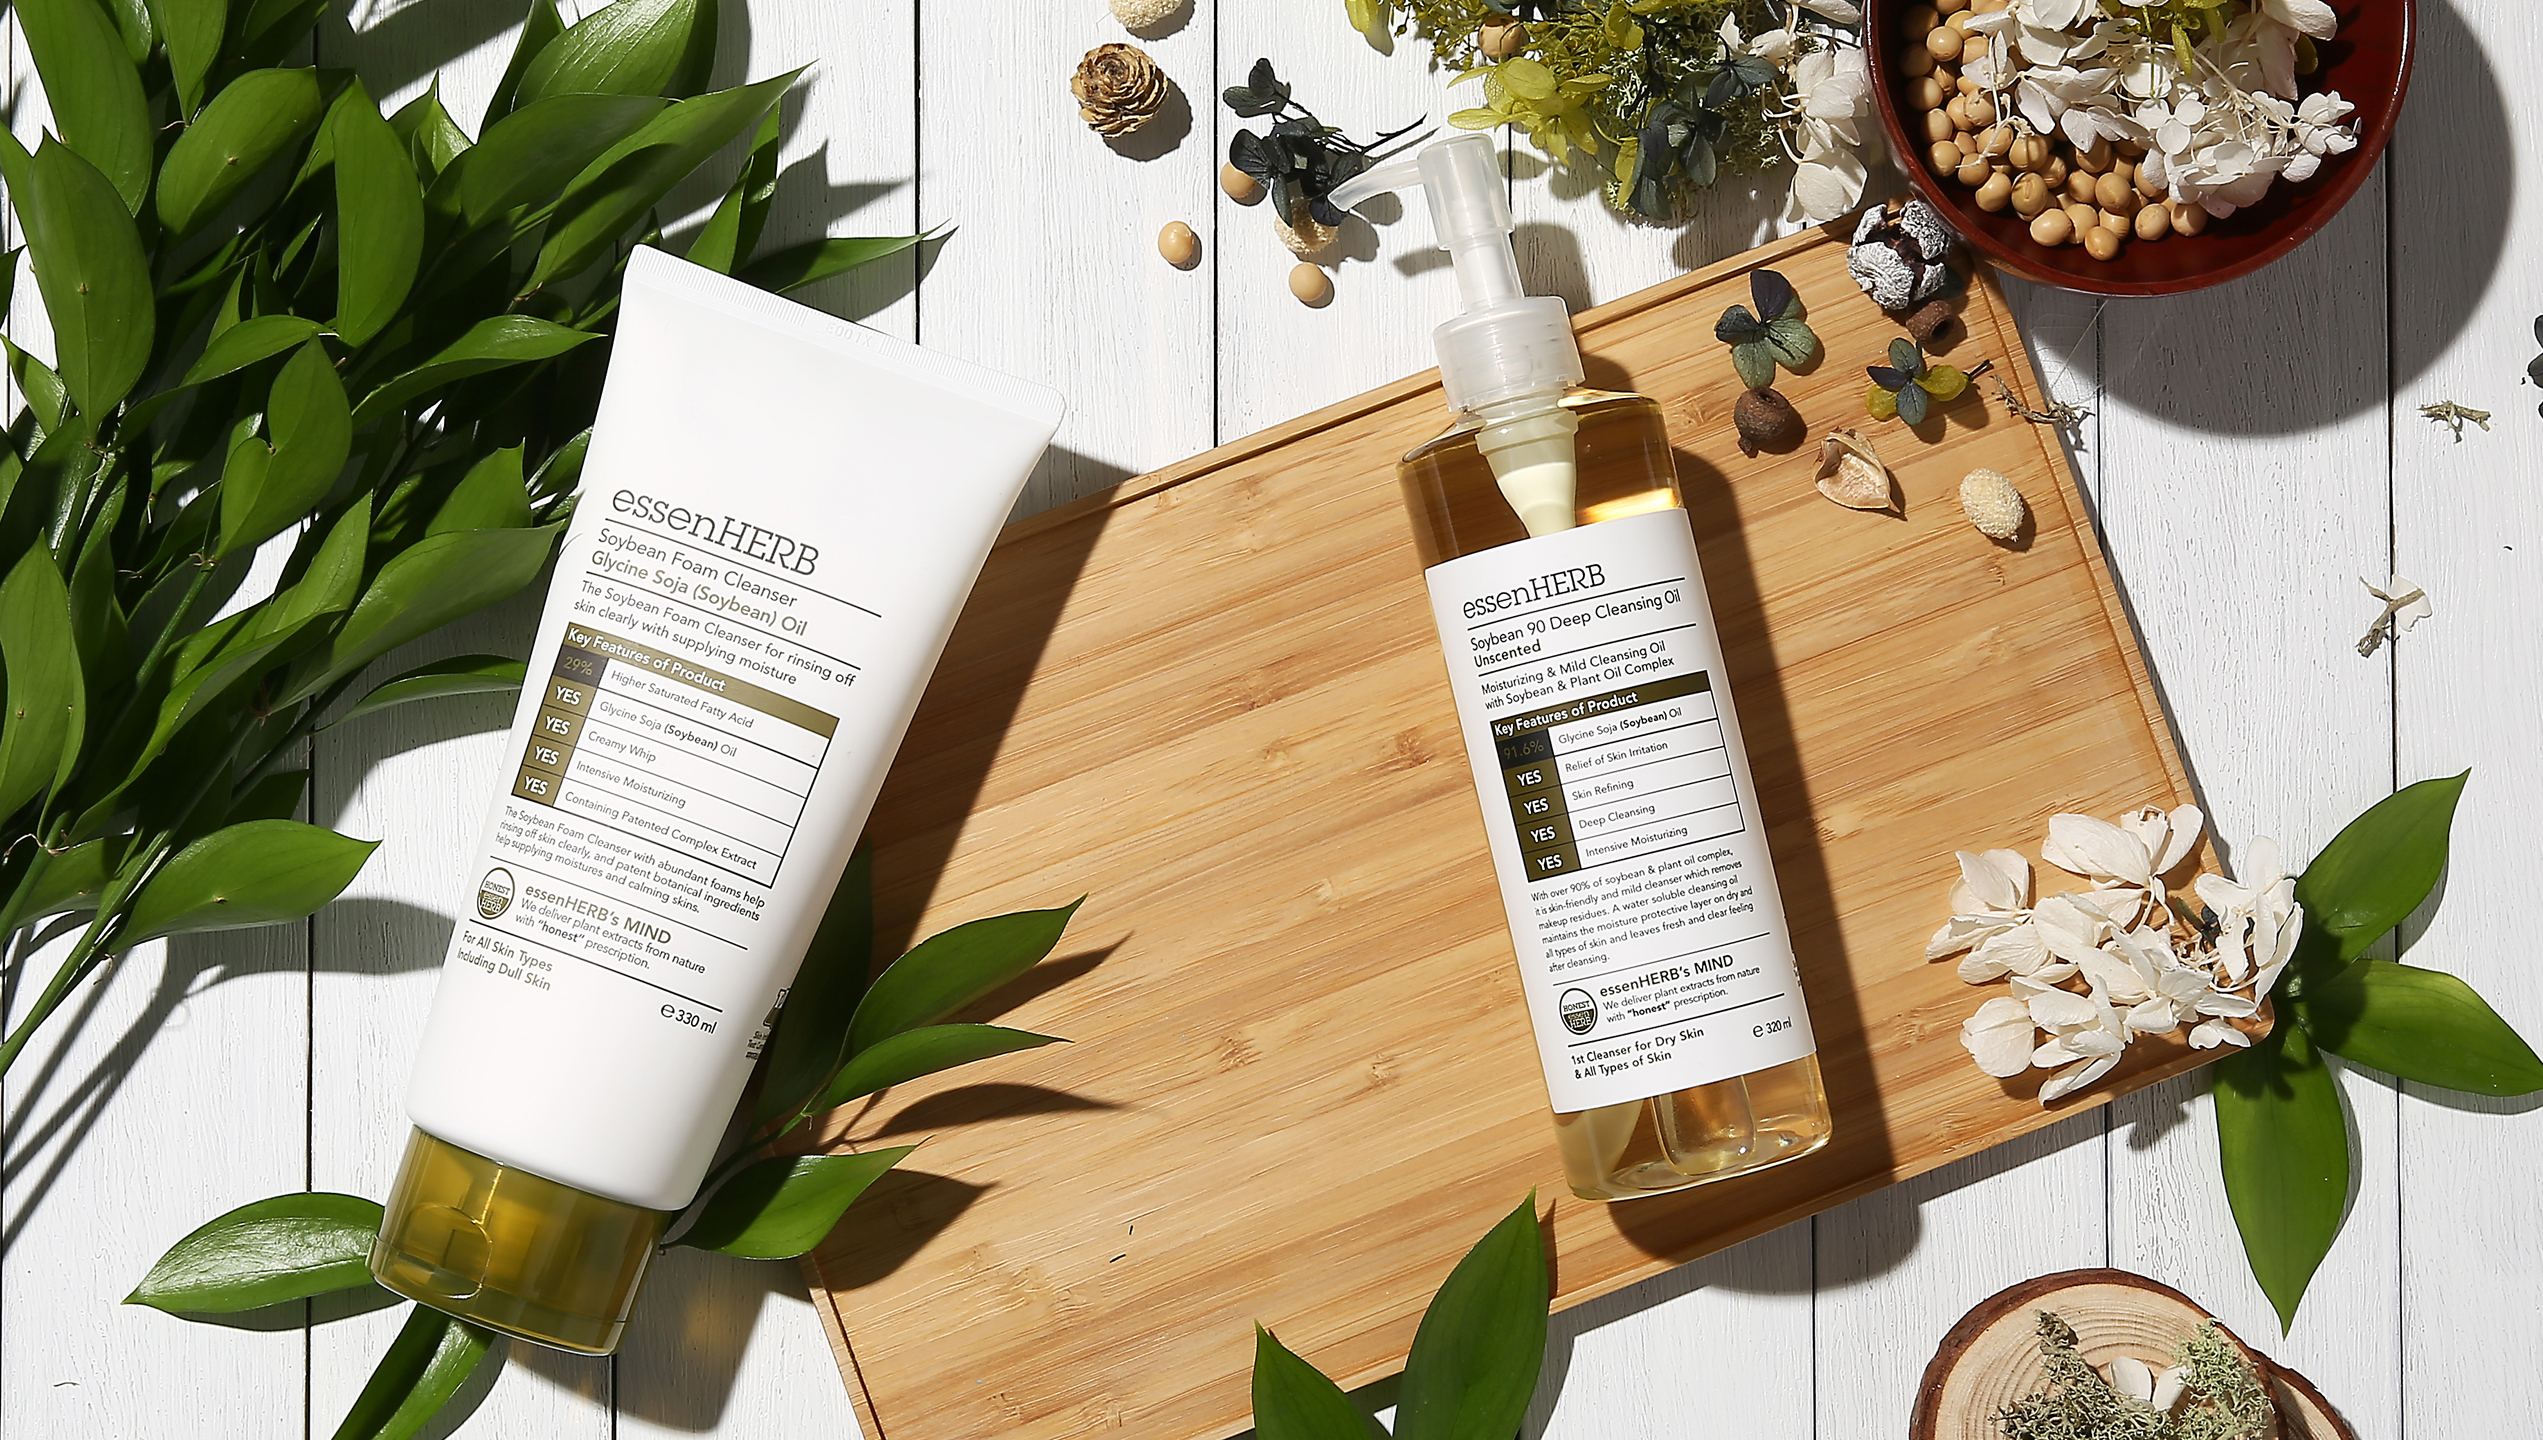 essenHERB
Soybean Foam Cleanser
Glycine Soja (Soybean) Oil
The Soybean Foam Cleanser for rinsing off
skin clearly with supplying moisture
Key Features of Product
29% Higher Saturated Fatty Acid
YES Glycine Soja (Soybean) Oil
YES Creamy Whip
YES Intensive Moisturizing
YES Containing Patented Complex Extract
The Soybean Foam Cleanser with abundant foams help
rinsing off skin clearly, and patent botanical ingredients
help supplying moistures and calming skins.
HONEST
essen
HERB
essenHERB's MIND
We deliver plant extracts from nature
with "honest" prescription.
For All Skin Types
Including Dull Skin
℮ 330 ml
essenHERB
Soybean 90 Deep Cleansing Oil
Unscented
Moisturizing & Mild Cleansing Oil
with Soybean & Plant Oil Complex
Key Features of Product
91.6% Glycine Soja (Soybean) Oil
YES Relief of Skin Irritation
YES Skin Refining
YES Deep Cleansing
YES Intensive Moisturizing
With over 90% of soybean & plant oil complex,
it is skin-friendly and mild cleanser which removes
makeup residues. A water soluble cleansing oil
maintains the moisture protective layer on dry and
all types of skin and leaves fresh and clear feeling
after cleansing.
HONEST
essen
HERB
essenHERB's MIND
We deliver plant extracts from nature
with "honest" prescription.
1st Cleanser for Dry Skin
& All Types of Skin
℮ 320 ml